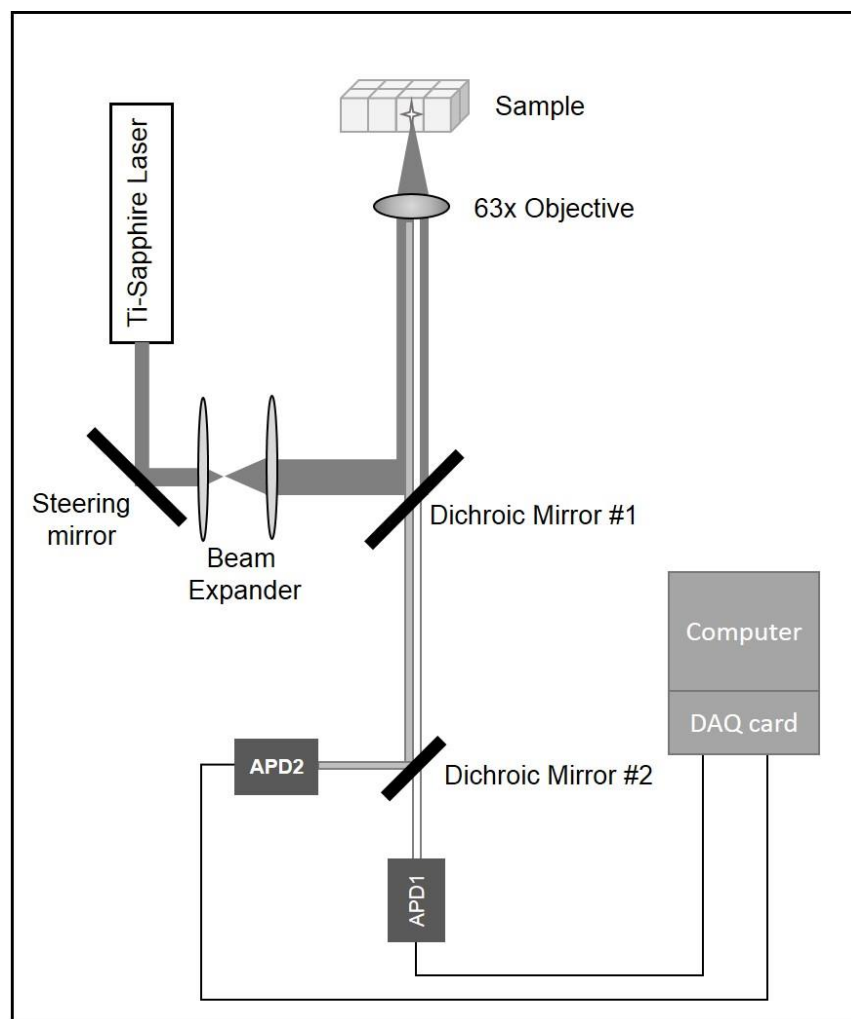 Ti-Sapphire Laser
Sample
63x Objective
Steering
mirror
Beam
Expander
Dichroic Mirror #1
Computer
DAQ card
APD2
Dichroic Mirror #2
APD1